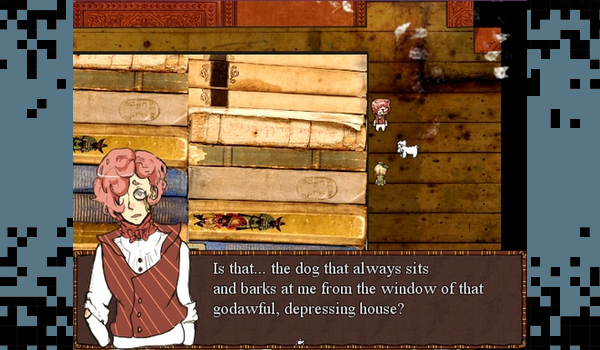 Is that... the dog that always sits
and barks at me from the window of that
godawful, depressing house?